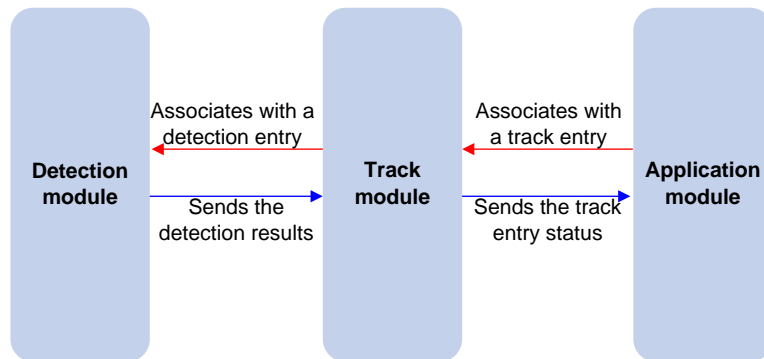 Associates with a
detection entry
Associates with
a track entry
Detection
module
Track
module
Application
module
Sends the
detection results
Sends the track
entry status